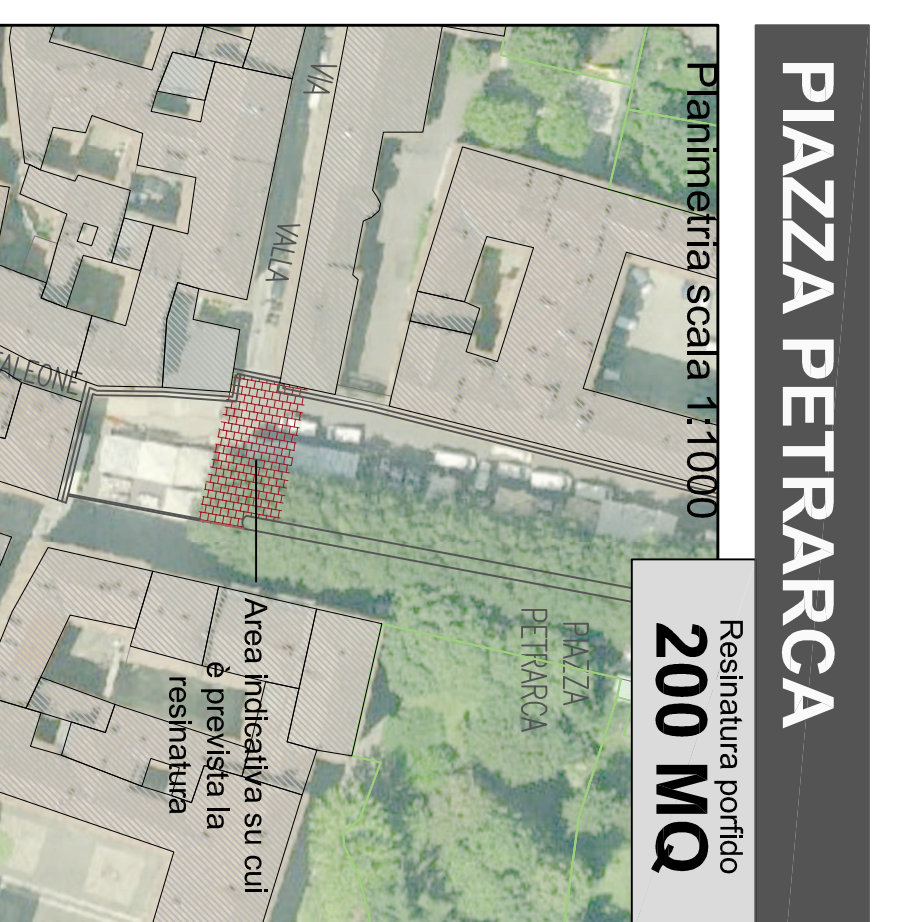 PIAZZA PETRARCA
Planimetria scala 1:1000
Resinatura porfido
200 MQ
VIA
VALLA
PIAZZA
PETRARCA
Area indicativa su cui
è prevista la
resinatura